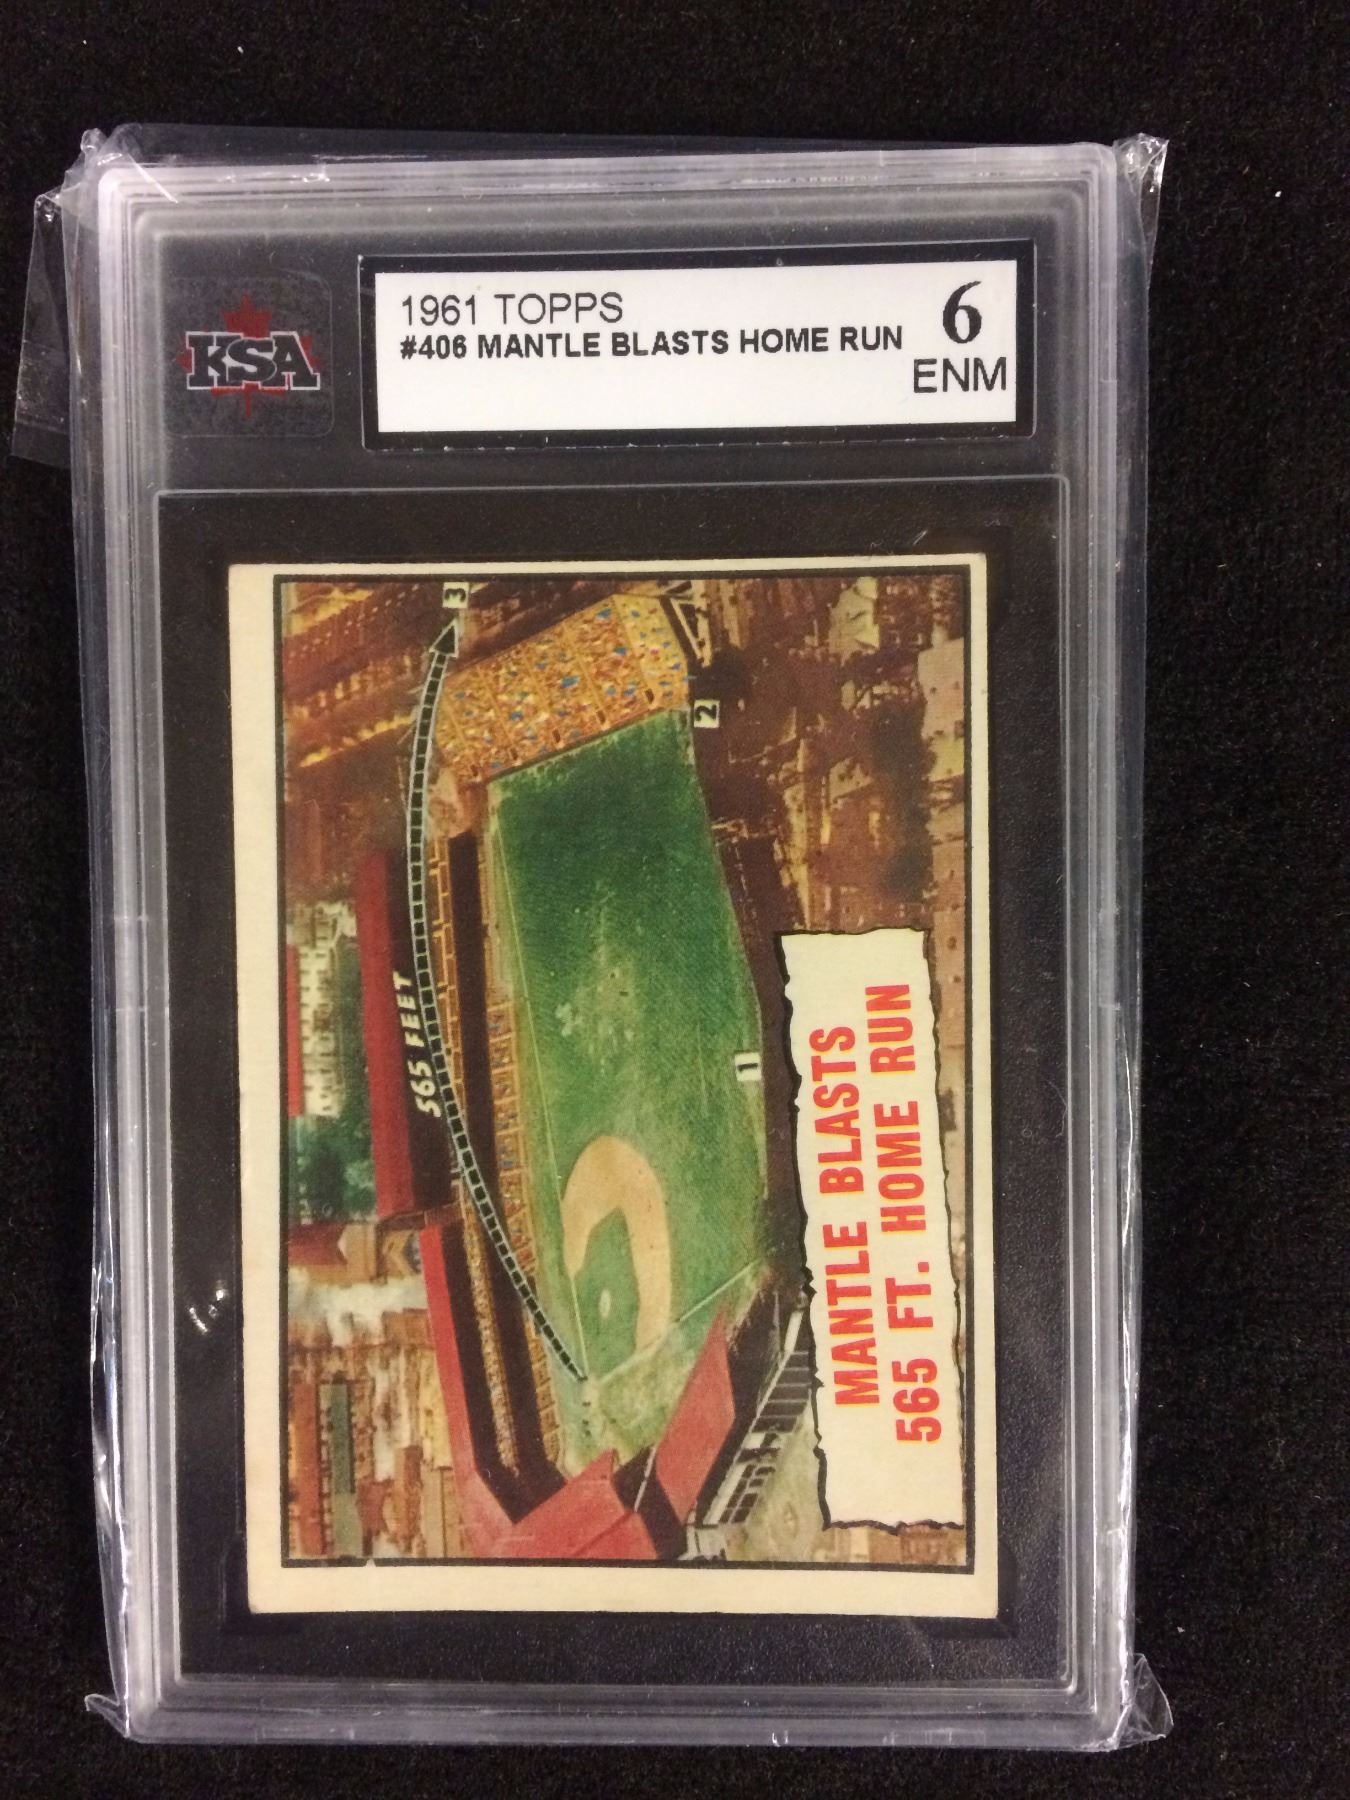 KSA
1961 TOPPS
#406 MANTLE BLASTS HOME RUN
6
ENM
3
2
565 FEET
1
MANTLE BLASTS
565 FT. HOME RUN